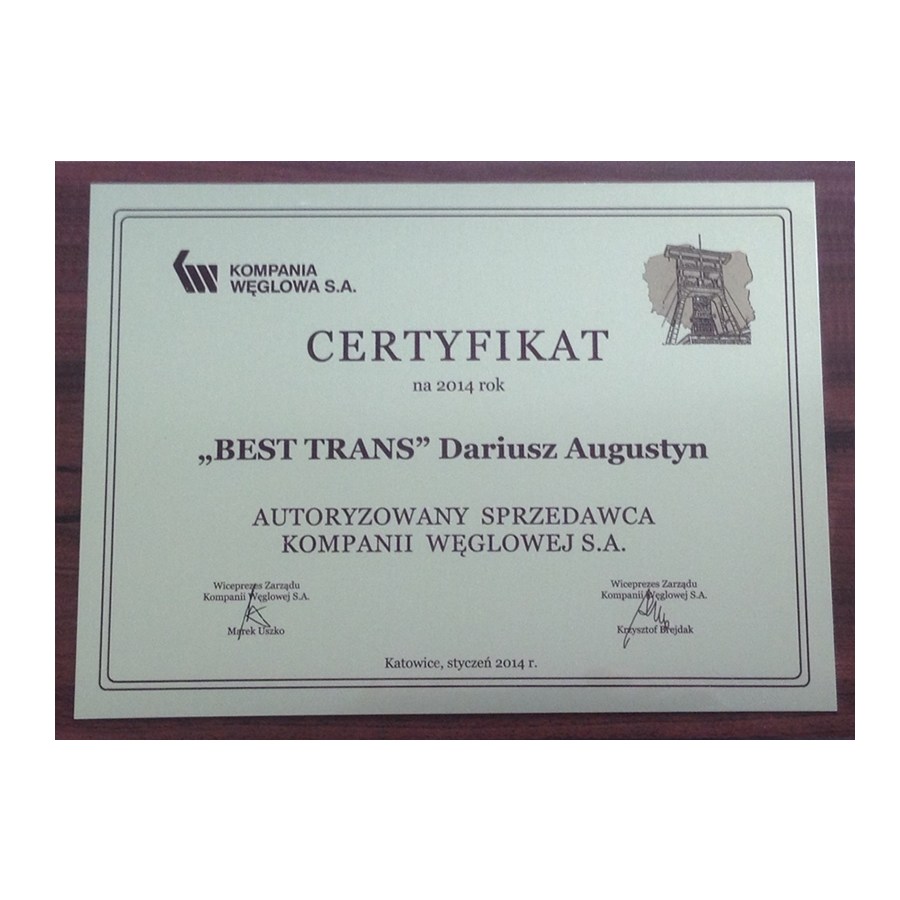 KOMPANIA
WĘGLOWA S.A.
CERTYFIKAT
na 2014 rok
„BEST TRANS” Dariusz Augustyn
AUTORYZOWANY SPRZEDAWCA
KOMPANII WĘGLOWEJ S.A.
Wiceprezes Zarządu
Kompanii Węglowej S.A.
Marek Uszko
Wiceprezes Zarządu
Kompanii Węglowej S.A.
Krzysztof Brejdak
Katowice, styczeń 2014 r.